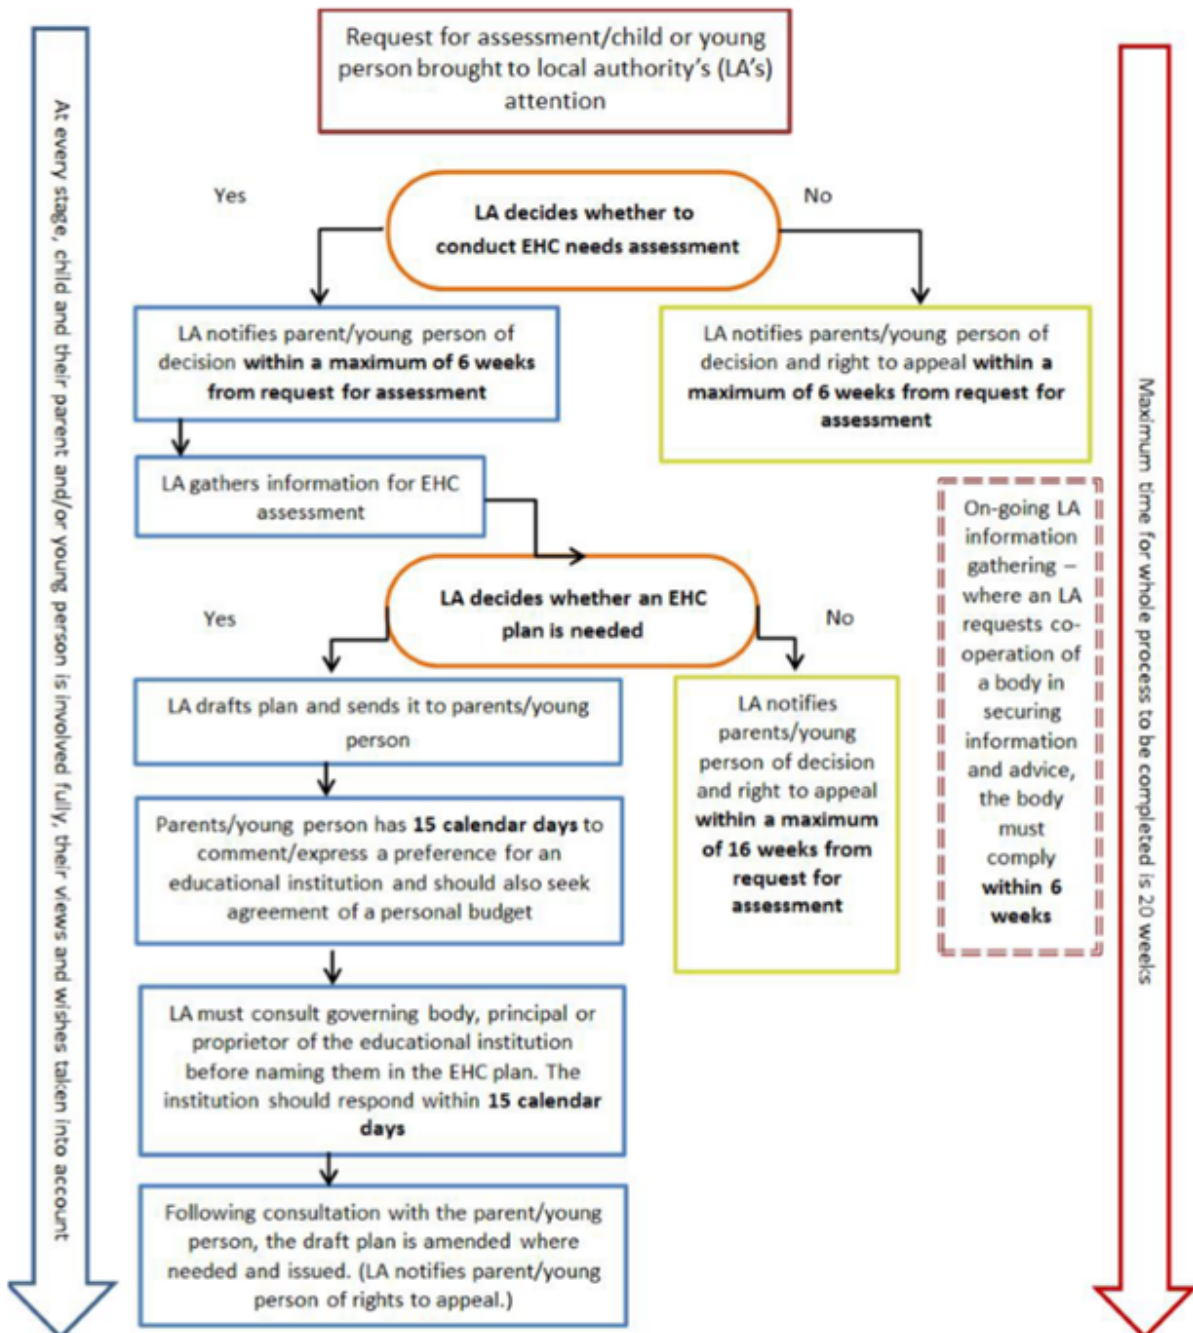 Request for assessment/child or young
person brought to local authority's (LA's)
attention
Yes
No
LA decides whether to
conduct EHC needs assessment
LA notifies parent/young person of
decision within a maximum of 6 weeks
from request for assessment
LA notifies parents/young person of
decision and right to appeal within a
maximum of 6 weeks from request for
assessment
LA gathers information for EHC
assessment
On-going LA
information
gathering –
where an LA
requests co-
operation of
a body in
securing
information
and advice,
the body
must
comply
within 6
weeks
LA decides whether an EHC
plan is needed
Yes
No
LA drafts plan and sends it to parents/young
person
LA notifies
parents/young
person of decision
and right to appeal
within a maximum
of 16 weeks from
request for
assessment
Parents/young person has 15 calendar days to
comment/express a preference for an
educational institution and should also seek
agreement of a personal budget
LA must consult governing body, principal or
proprietor of the educational institution
before naming them in the EHC plan. The
institution should respond within 15 calendar
days
Following consultation with the parent/young
person, the draft plan is amended where
needed and issued. (LA notifies parent/young
person of rights to appeal.)
At every stage, child and their parent and/or young person is involved fully, their views and wishes taken into account
Maximum time for whole process to be completed is 20 weeks